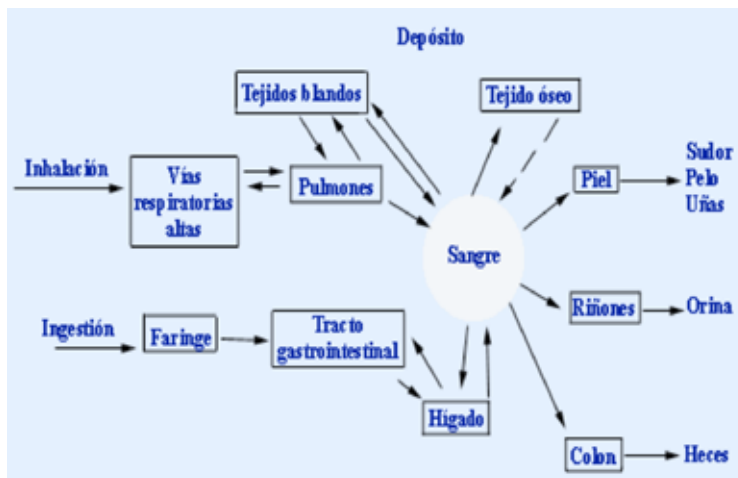 Depósito
Tejidos blandos
Tejido óseo
Inhalación
Vías
respiratorias
altas
Pulmones
Piel
Sudor
Pelo
Uñas
Sangre
Riñones
Orina
Ingestión
Faringe
Tracto
gastrointestinal
Hígado
Colon
Heces